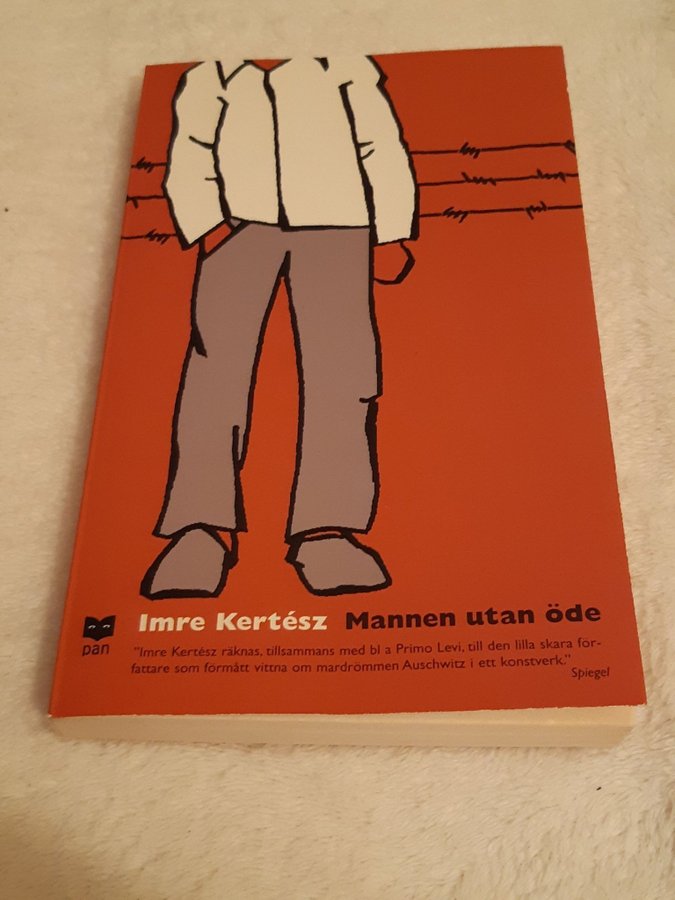 Imre Kertész Mannen utan öde
pan
"Imre Kertész räknas, tillsammans med bl a Primo Levi, till den lilla skara för-
fattare som förmått vittna om mardrömmen Auschwitz i ett konstverk."
Spiegel